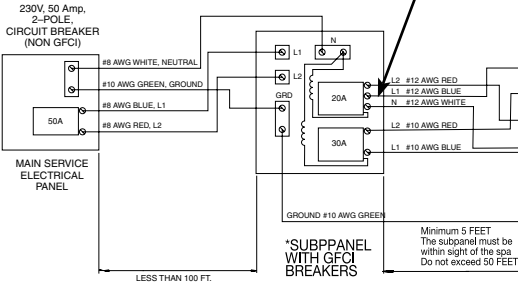 230V, 50 Amp,
2–POLE,
CIRCUIT BREAKER
(NON GFCI)
#8 AWG WHITE, NEUTRAL
#10 AWG GREEN, GROUND
#8 AWG BLUE, L1
#8 AWG RED, L2
50A
MAIN SERVICE
ELECTRICAL
PANEL
L1
N
L2
GRD
20A
30A
L2 #12 AWG RED
L1 #12 AWG BLUE
N #12 AWG WHITE
L2 #10 AWG RED
L1 #10 AWG BLUE
GROUND #10 AWG GREEN
*SUBPPANEL
WITH GFCI
BREAKERS
Minimum 5 FEET
The subpanel must be
within sight of the spa
Do not exceed 50 FEET
LESS THAN 100 FT.